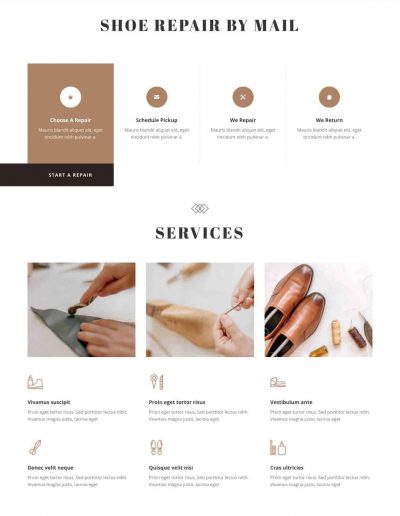 SHOE REPAIR BY MAIL
Choose A Repair
Mauris blandit aliquet elit, eget
tincidunt nibh pulvinar a.
Schedule Pickup
Mauris blandit aliquet elit, eget
tincidunt nibh pulvinar a.
We Repair
Mauris blandit aliquet elit, eget
tincidunt nibh pulvinar a.
We Return
Mauris blandit aliquet elit, eget
tincidunt nibh pulvinar a.
START A REPAIR
SERVICES
Vivamus suscipit
Proin eget tortor risus. Sed porttitor lectus nibh.
Vivamus magna justo, lacinia eget
Proin eget tortor risus
Proin eget tortor risus. Sed porttitor lectus nibh.
Vivamus magna justo, lacinia eget
Vestibulum ante
Proin eget tortor risus. Sed porttitor lectus nibh.
Vivamus magna justo, lacinia eget
Donec velit neque
Proin eget tortor risus. Sed porttitor lectus nibh.
Vivamus magna justo, lacinia eget
Quisque velit nisi
Proin eget tortor risus. Sed porttitor lectus nibh.
Vivamus magna justo, lacinia eget
Cras ultricies
Proin eget tortor risus. Sed porttitor lectus nibh.
Vivamus magna justo, lacinia eget